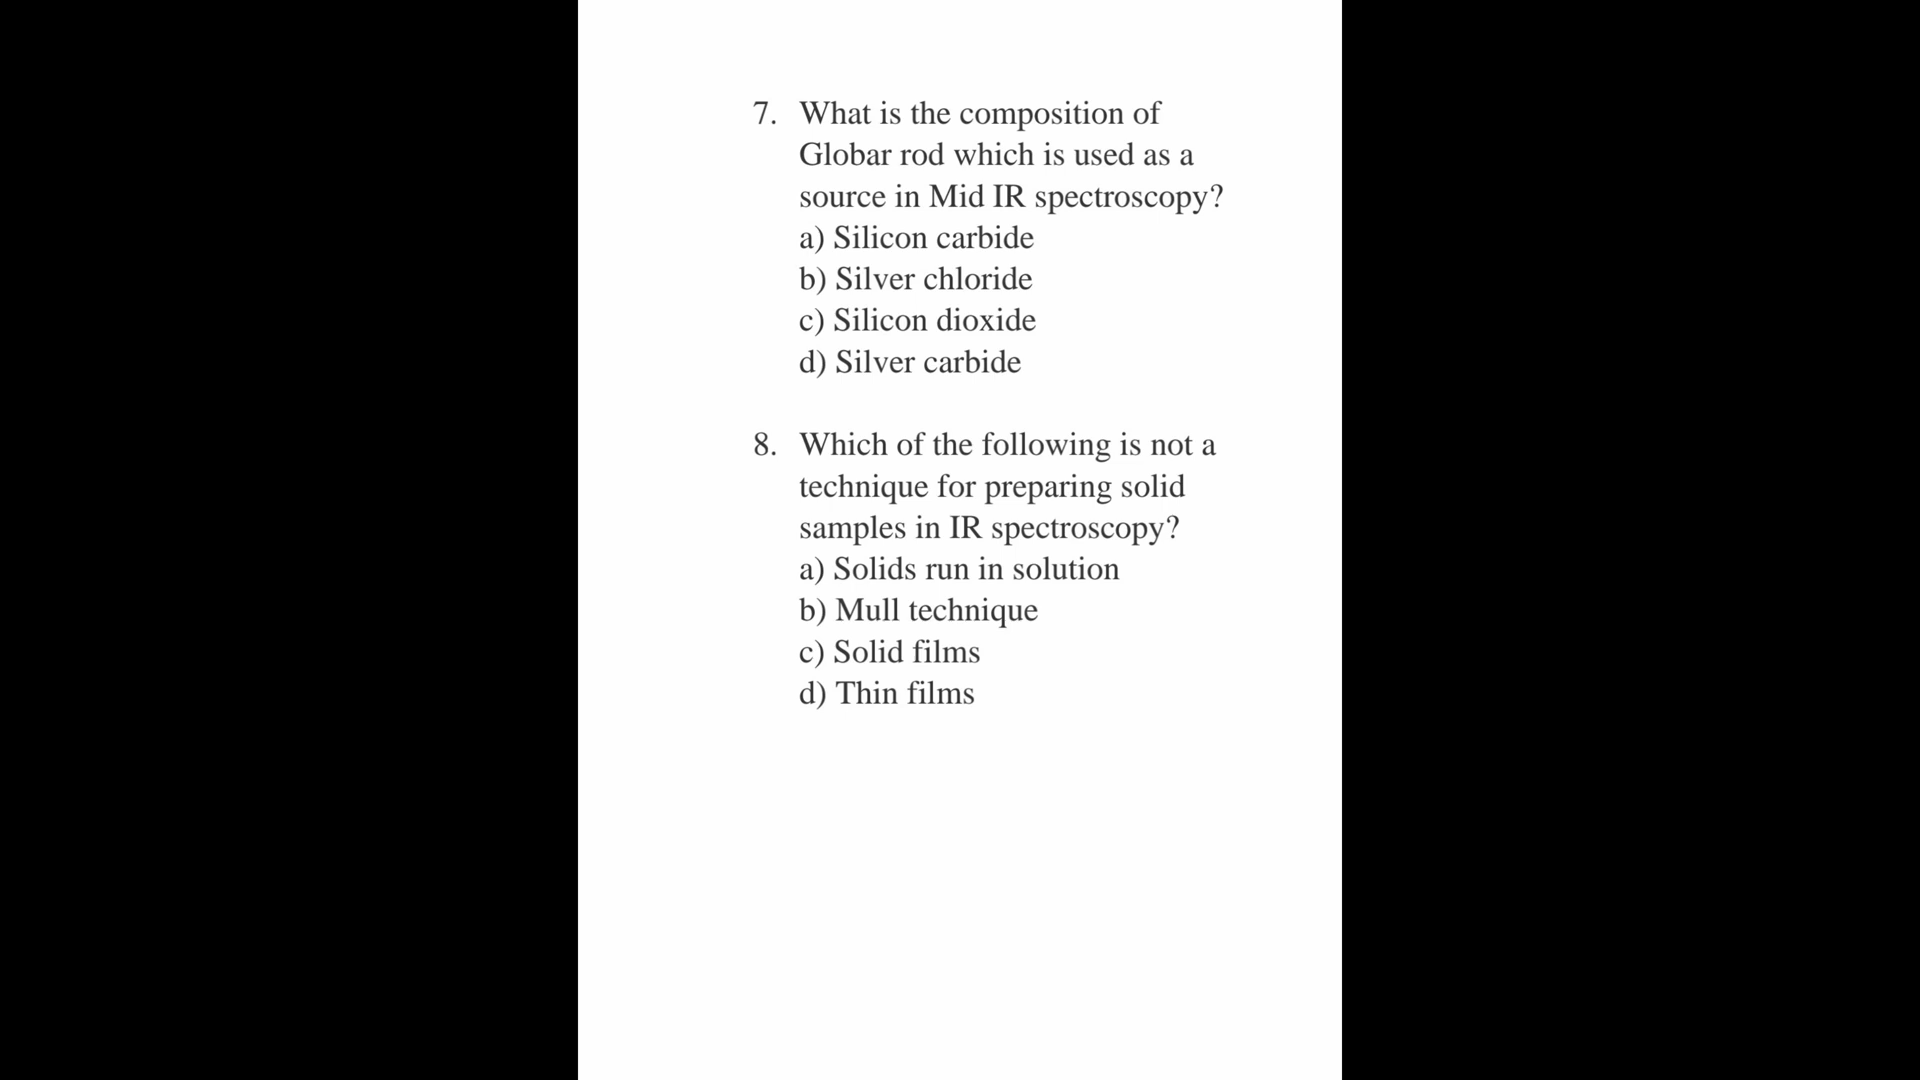 7. What is the composition of
Globar rod which is used as a
source in Mid IR spectroscopy?
a) Silicon carbide
b) Silver chloride
c) Silicon dioxide
d) Silver carbide
8. Which of the following is not a
technique for preparing solid
samples in IR spectroscopy?
a) Solids run in solution
b) Mull technique
c) Solid films
d) Thin films